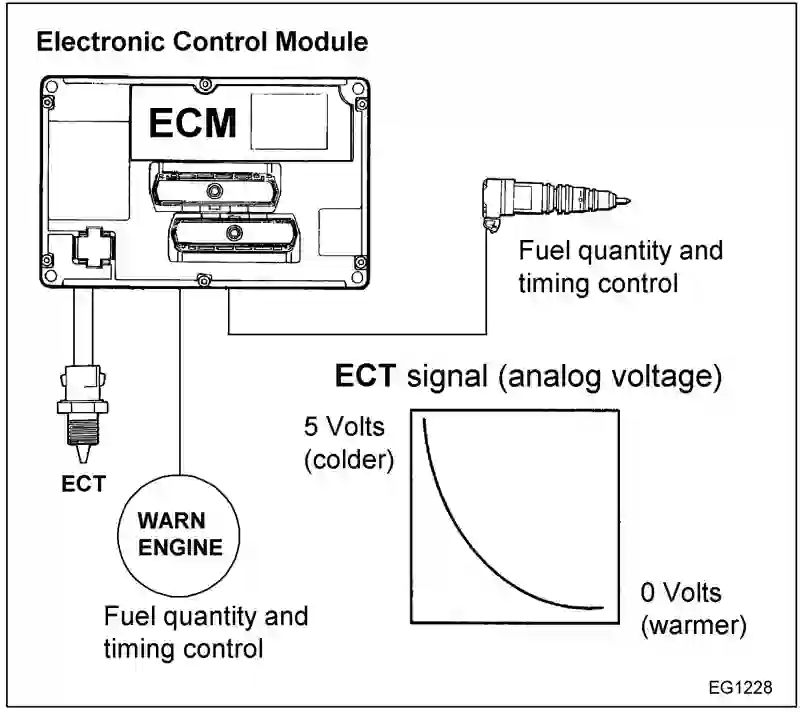 Electronic Control Module
ECM
Fuel quantity and
timing control
ECT signal (analog voltage)
5 Volts
(colder)
ECT
WARN
ENGINE
0 Volts
(warmer)
Fuel quantity and
timing control
EG1228